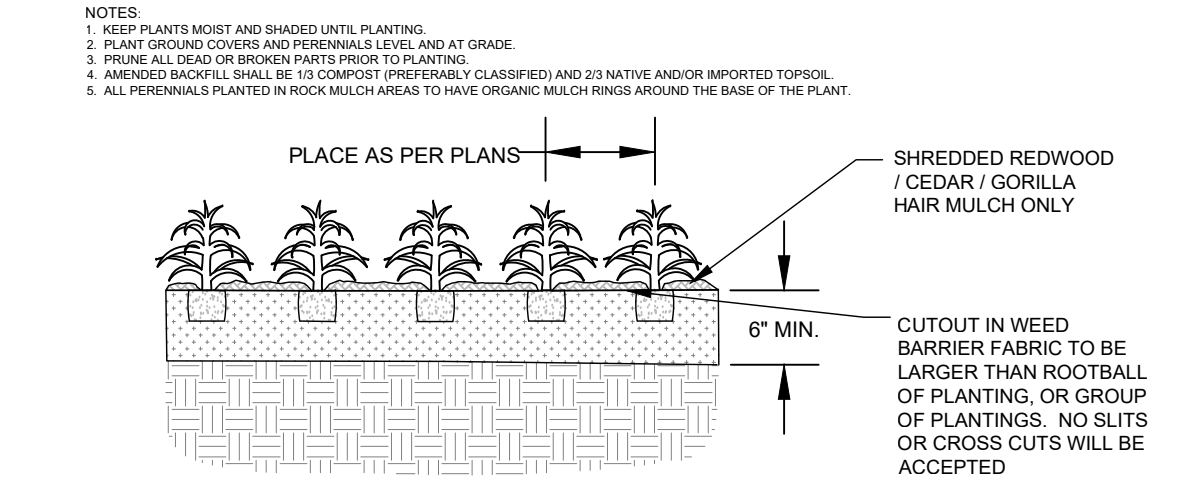 NOTES:
1. KEEP PLANTS MOIST AND SHADED UNTIL PLANTING.
2. PLANT GROUND COVERS AND PERENNIALS LEVEL AND AT GRADE.
3. PRUNE ALL DEAD OR BROKEN PARTS PRIOR TO PLANTING.
4. AMENDED BACKFILL SHALL BE 1/3 COMPOST (PREFERABLY CLASSIFIED) AND 2/3 NATIVE AND/OR IMPORTED TOPSOIL.
5. ALL PERENNIALS PLANTED IN ROCK MULCH AREAS TO HAVE ORGANIC MULCH RINGS AROUND THE BASE OF THE PLANT.
PLACE AS PER PLANS
SHREDDED REDWOOD
/ CEDAR / GORILLA
HAIR MULCH ONLY
6" MIN.
CUTOUT IN WEED
BARRIER FABRIC TO BE
LARGER THAN ROOTBALL
OF PLANTING, OR GROUP
OF PLANTINGS. NO SLITS
OR CROSS CUTS WILL BE
ACCEPTED